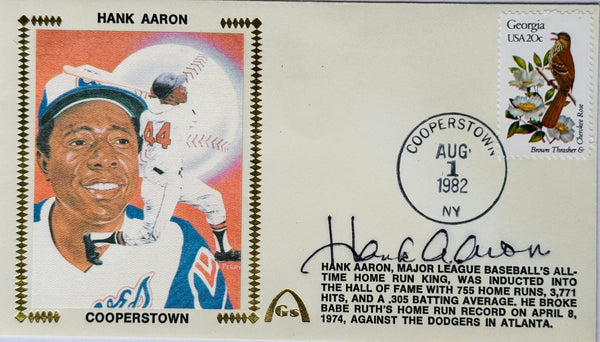 HANK AARON
44
COOPERSTOWN
Georgia
USA 20c
Cherokee Rose
Brown Thrasher &
COOPERSTOWN
AUG
1
1982
NY
Hank Aaron
HANK AARON, MAJOR LEAGUE BASEBALL'S ALL-
TIME HOME RUN KING, WAS INDUCTED INTO
THE HALL OF FAME WITH 755 HOME RUNS, 3,771
HITS, AND A .305 BATTING AVERAGE. HE BROKE
BABE RUTH'S HOME RUN RECORD ON APRIL 8,
1974, AGAINST THE DODGERS IN ATLANTA.
Gs